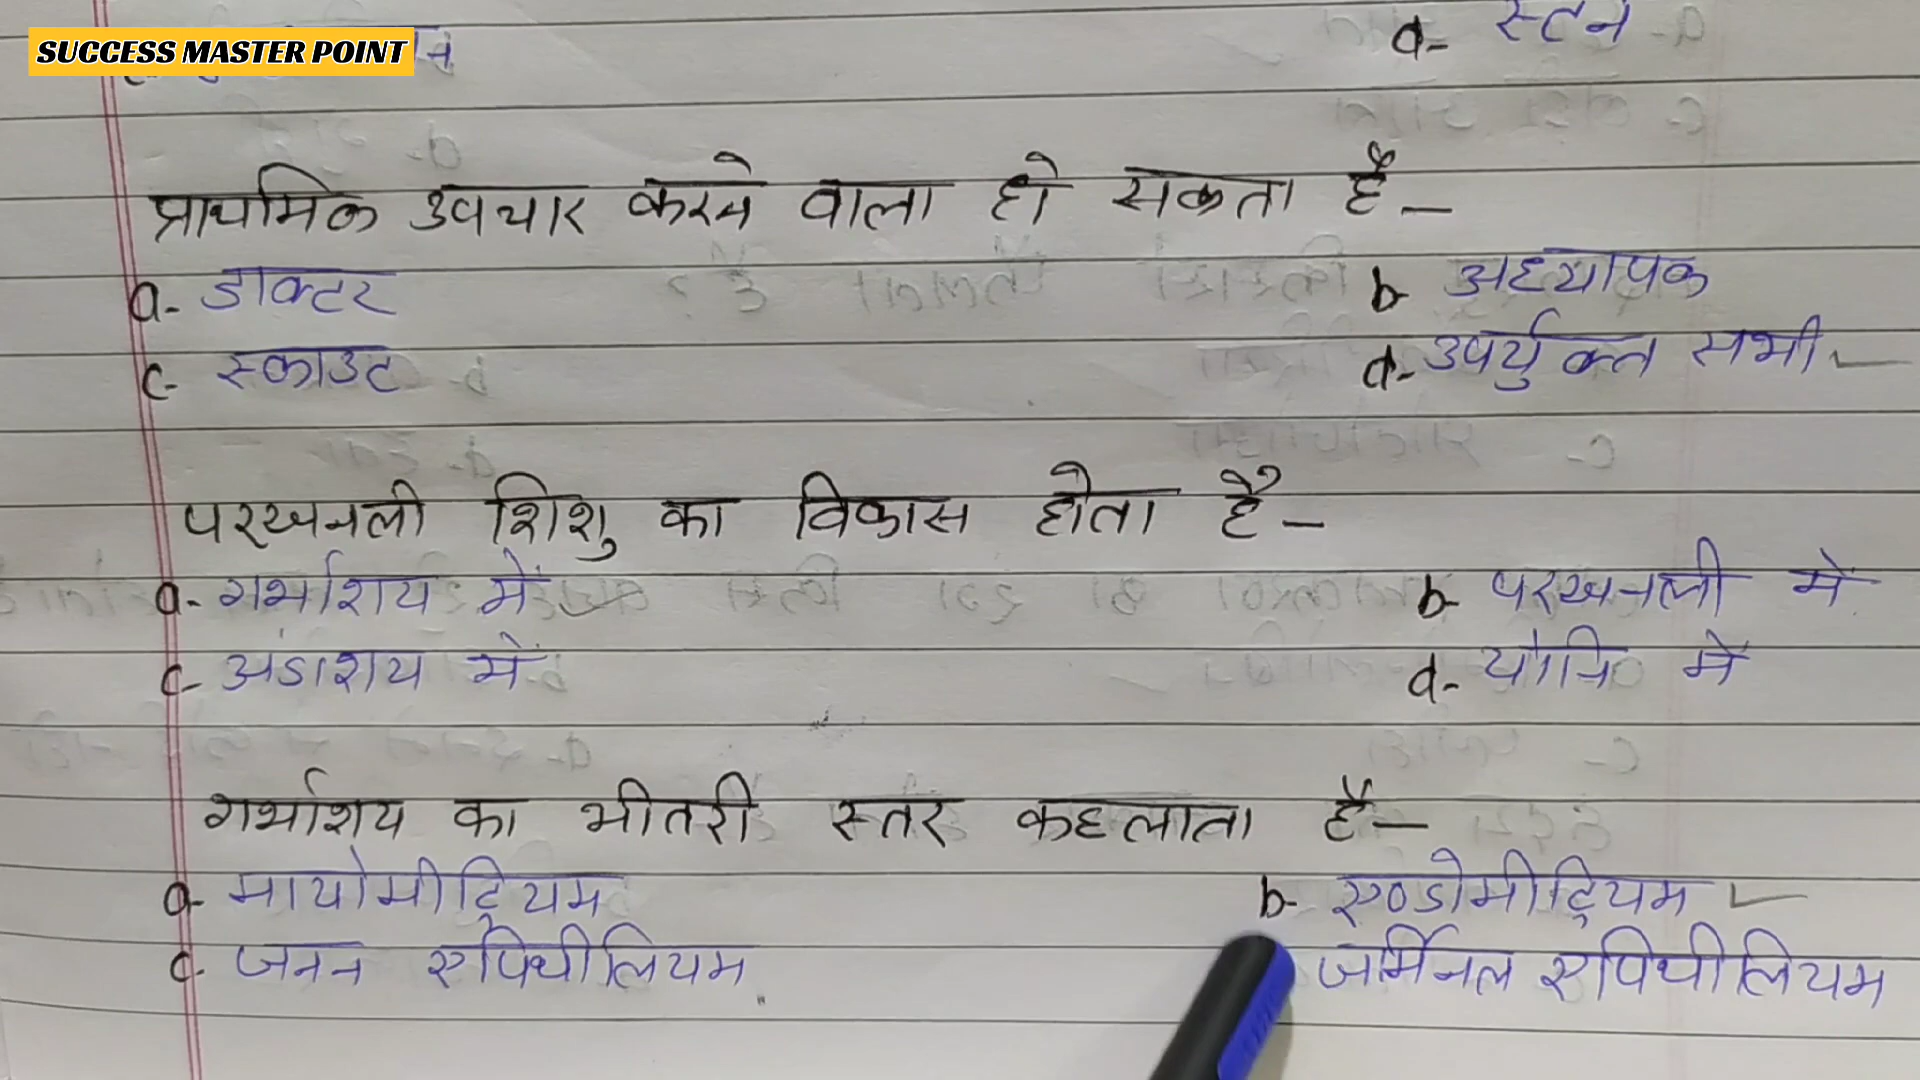 SUCCESS MASTER POINT
d- स्टर्न
प्राथमिक उपचार करने वाला हो सकता है –
a- डाक्टर b- अध्यापक
c- स्काउट d- उपर्युक्त सभी
परखनली शिशु का विकास होता है –
a- गर्भाशय में b- परखनली में
c- अंडाशय में d- योनि में
गर्भाशय का भीतरी स्तर कहलाता है –
a- मायोमीट्रियम b- एण्डोमीट्रियम
c- जनन एपिथीलियम जर्मिनल एपिथीलियम